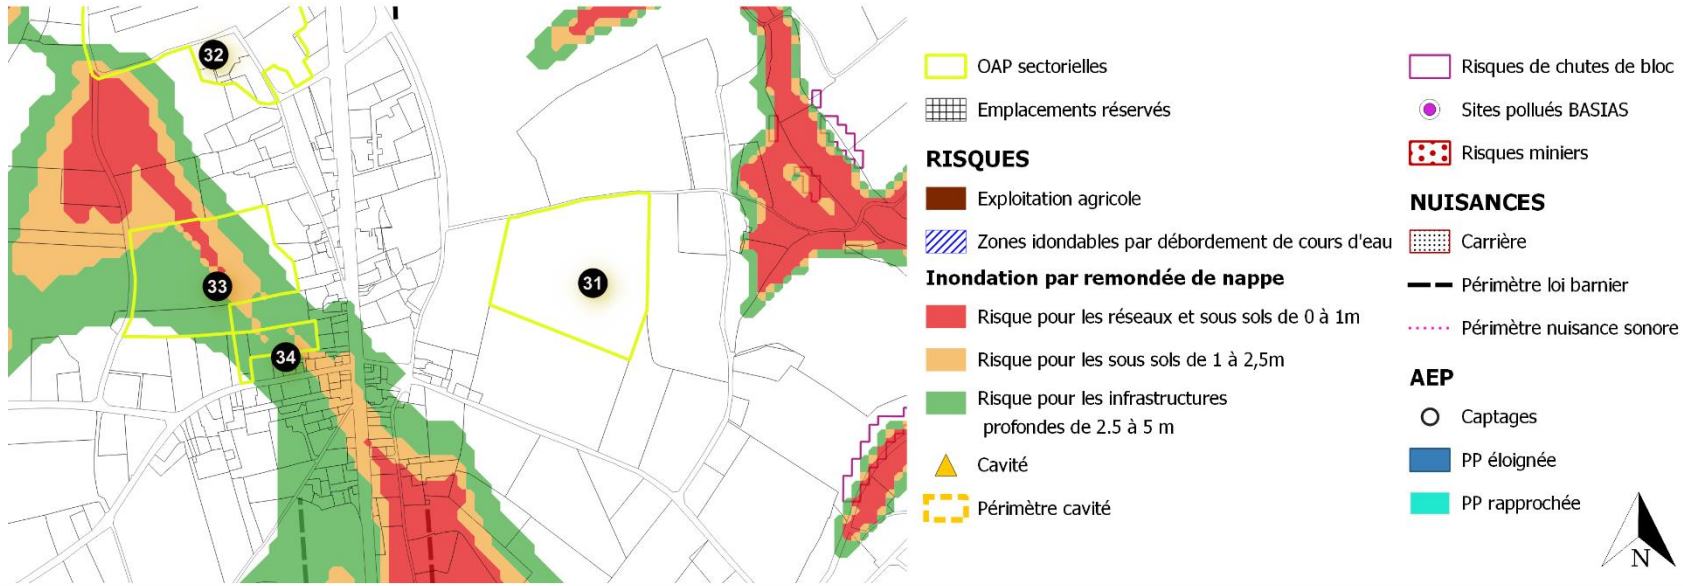 32
33
34
31
OAP sectorielles
Emplacements réservés
RISQUES
Exploitation agricole
Zones idondables par débordement de cours d'eau
Inondation par remondée de nappe
Risque pour les réseaux et sous sols de 0 à 1m
Risque pour les sous sols de 1 à 2,5m
Risque pour les infrastructures
profondes de 2.5 à 5 m
Cavité
Périmètre cavité
Risques de chutes de bloc
Sites pollués BASIAS
Risques miniers
NUISANCES
Carrière
Périmètre loi barnier
Périmètre nuisance sonore
AEP
Captages
PP éloignée
PP rapprochée
N